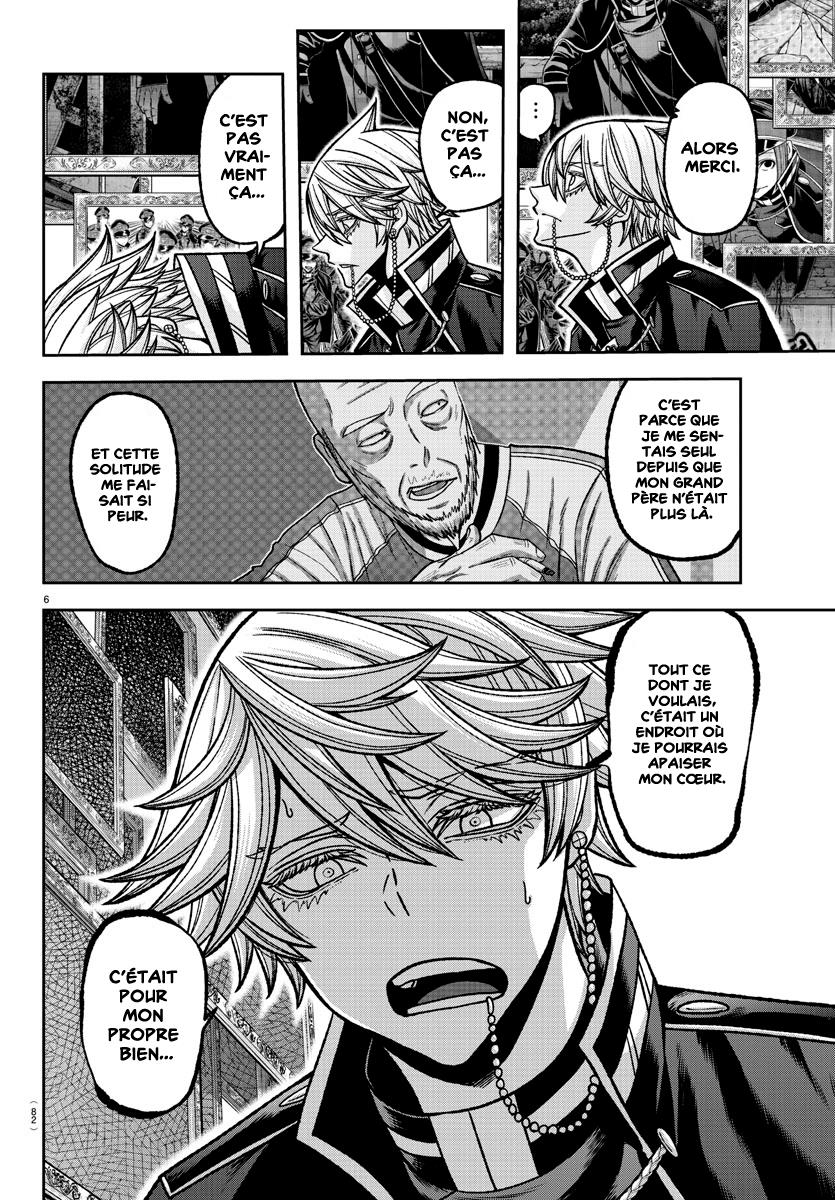 ALORS
MERCI.
...
NON,
C'EST
PAS
ÇA...
C'EST
PAS
VRAI-
MENT
ÇA...
C'EST
PARCE QUE
JE ME SEN-
TAIS SEUL
DEPUIS QUE
MON GRAND
PÈRE N'ÉTAIT
PLUS LÀ.
ET CETTE
SOLITUDE
ME FAI-
SAIT SI
PEUR.
6
TOUT CE
DONT JE
VOULAIS,
C'ÉTAIT UN
ENDROIT OÙ
JE POURRAIS
APAISER
MON CŒUR.
C'ÉTAIT
POUR
MON
PROPRE
BIEN...
(82)